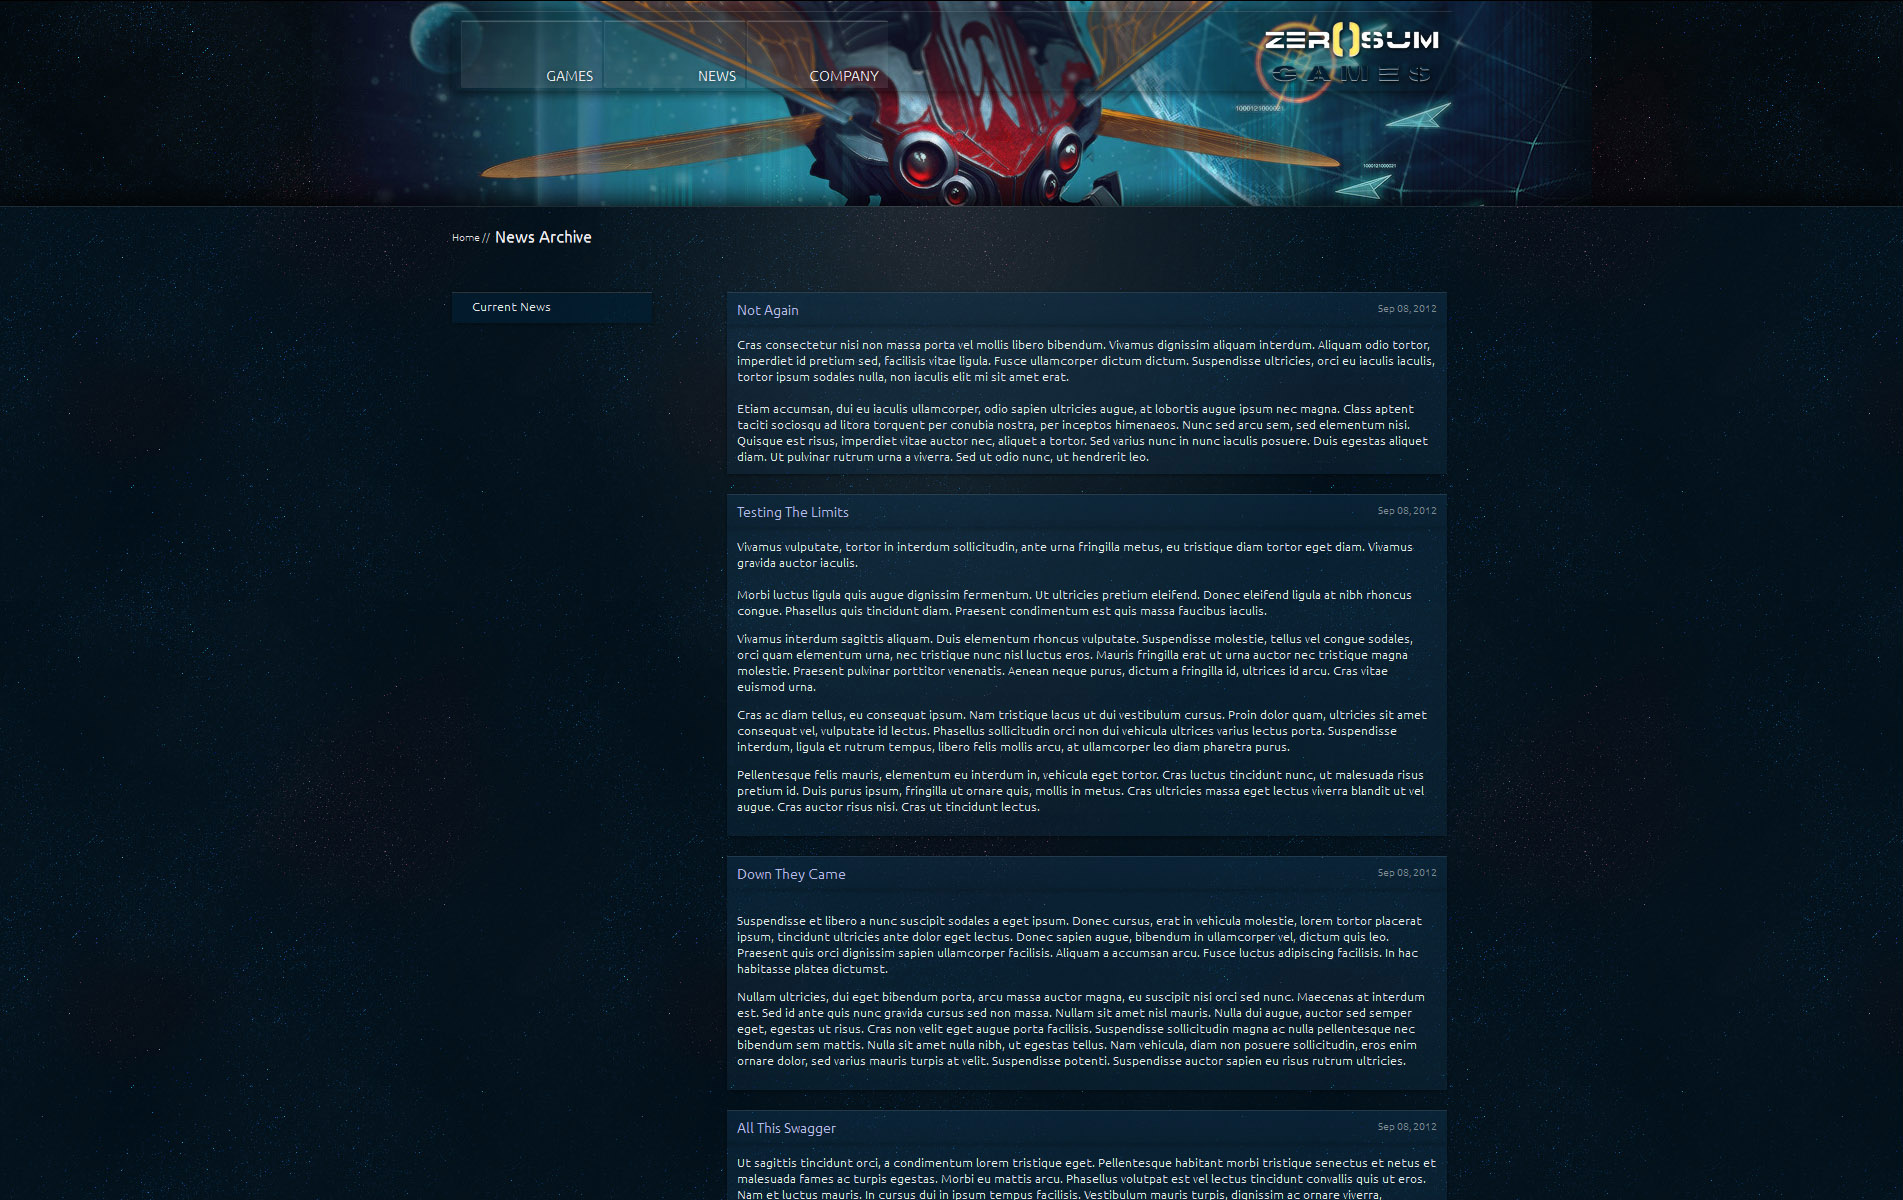 GAMES
NEWS
COMPANY
ZER0SUM
GAMES
1000121000021
1000121000021
Home // News Archive
Current News
Not Again
Sep 08, 2012
Cras consectetur nisi non massa porta vel mollis libero bibendum. Vivamus dignissim aliquam interdum. Aliquam odio tortor,
imperdiet id pretium sed, facilisis vitae ligula. Fusce ullamcorper dictum dictum. Suspendisse ultricies, orci eu iaculis iaculis,
tortor ipsum sodales nulla, non iaculis elit mi sit amet erat.
Etiam accumsan, dui eu iaculis ullamcorper, odio sapien ultricies augue, at lobortis augue ipsum nec magna. Class aptent
taciti sociosqu ad litora torquent per conubia nostra, per inceptos himenaeos. Nunc sed arcu sem, sed elementum nisi.
Quisque est risus, imperdiet vitae auctor nec, aliquet a tortor. Sed varius nunc in nunc iaculis posuere. Duis egestas aliquet
diam. Ut pulvinar rutrum urna a viverra. Sed ut odio nunc, ut hendrerit leo.
Testing The Limits
Sep 08, 2012
Vivamus vulputate, tortor in interdum sollicitudin, ante urna fringilla metus, eu tristique diam tortor eget diam. Vivamus
gravida auctor iaculis.
Morbi luctus ligula quis augue dignissim fermentum. Ut ultricies pretium eleifend. Donec eleifend ligula at nibh rhoncus
congue. Phasellus quis tincidunt diam. Praesent condimentum est quis massa faucibus iaculis.
Vivamus interdum sagittis aliquam. Duis elementum rhoncus vulputate. Suspendisse molestie, tellus vel congue sodales,
orci quam elementum urna, nec tristique nunc nisl luctus eros. Mauris fringilla erat ut urna auctor nec tristique magna
molestie. Praesent pulvinar porttitor venenatis. Aenean neque purus, dictum a fringilla id, ultrices id arcu. Cras vitae
euismod urna.
Cras ac diam tellus, eu consequat ipsum. Nam tristique lacus ut dui vestibulum cursus. Proin dolor quam, ultricies sit amet
consequat vel, vulputate id lectus. Phasellus sollicitudin orci non dui vehicula ultrices varius lectus porta. Suspendisse
interdum, ligula et rutrum tempus, libero felis mollis arcu, at ullamcorper leo diam pharetra purus.
Pellentesque felis mauris, elementum eu interdum in, vehicula eget tortor. Cras luctus tincidunt nunc, ut malesuada risus
pretium id. Duis purus ipsum, fringilla ut ornare quis, mollis in metus. Cras ultricies massa eget lectus viverra blandit ut vel
augue. Cras auctor risus nisi. Cras ut tincidunt lectus.
Down They Came
Sep 08, 2012
Suspendisse et libero a nunc suscipit sodales a eget ipsum. Donec cursus, erat in vehicula molestie, lorem tortor placerat
ipsum, tincidunt ultricies ante dolor eget lectus. Donec sapien augue, bibendum in ullamcorper vel, dictum quis leo.
Praesent quis orci dignissim sapien ullamcorper facilisis. Aliquam a accumsan arcu. Fusce luctus adipiscing facilisis. In hac
habitasse platea dictumst.
Nullam ultricies, dui eget bibendum porta, arcu massa auctor magna, eu suscipit nisi orci sed nunc. Maecenas at interdum
est. Sed id ante quis nunc gravida cursus sed non massa. Nullam sit amet nisl mauris. Nulla dui augue, auctor sed semper
eget, egestas ut risus. Cras non velit eget augue porta facilisis. Suspendisse sollicitudin magna ac nulla pellentesque nec
bibendum sem mattis. Nulla sit amet nulla nibh, ut egestas tellus. Nam vehicula, diam non posuere sollicitudin, eros enim
ornare dolor, sed varius mauris turpis at velit. Suspendisse potenti. Suspendisse auctor sapien eu risus rutrum ultricies.
All This Swagger
Sep 08, 2012
Ut sagittis tincidunt orci, a condimentum lorem tristique eget. Pellentesque habitant morbi tristique senectus et netus et
malesuada fames ac turpis egestas. Morbi eu mattis arcu. Phasellus volutpat est vel lectus tincidunt convallis quis ut eros.
Nam et luctus mauris. In cursus dui in ipsum tempus facilisis. Vestibulum mauris turpis, dignissim ac ornare viverra,